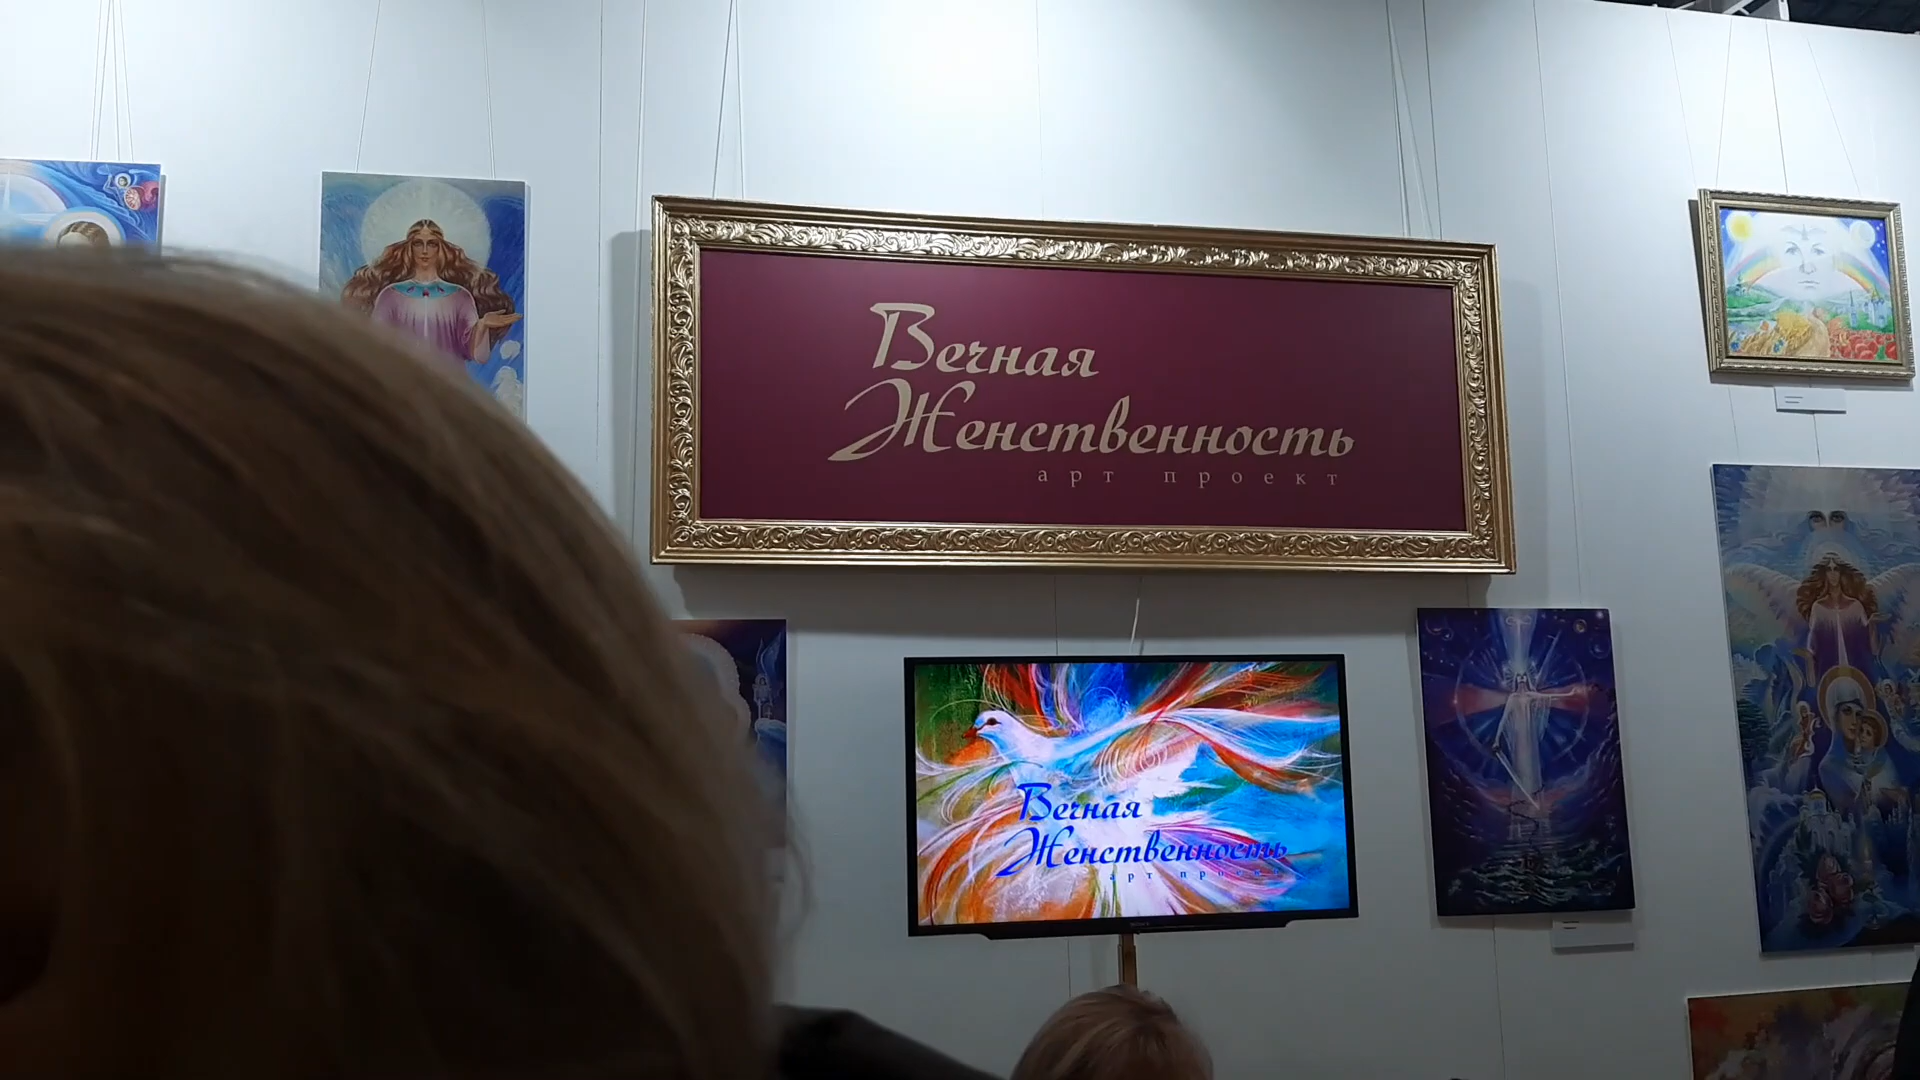 Вечная
Женственность
арт проект
Вечная
Женственность
арт проект